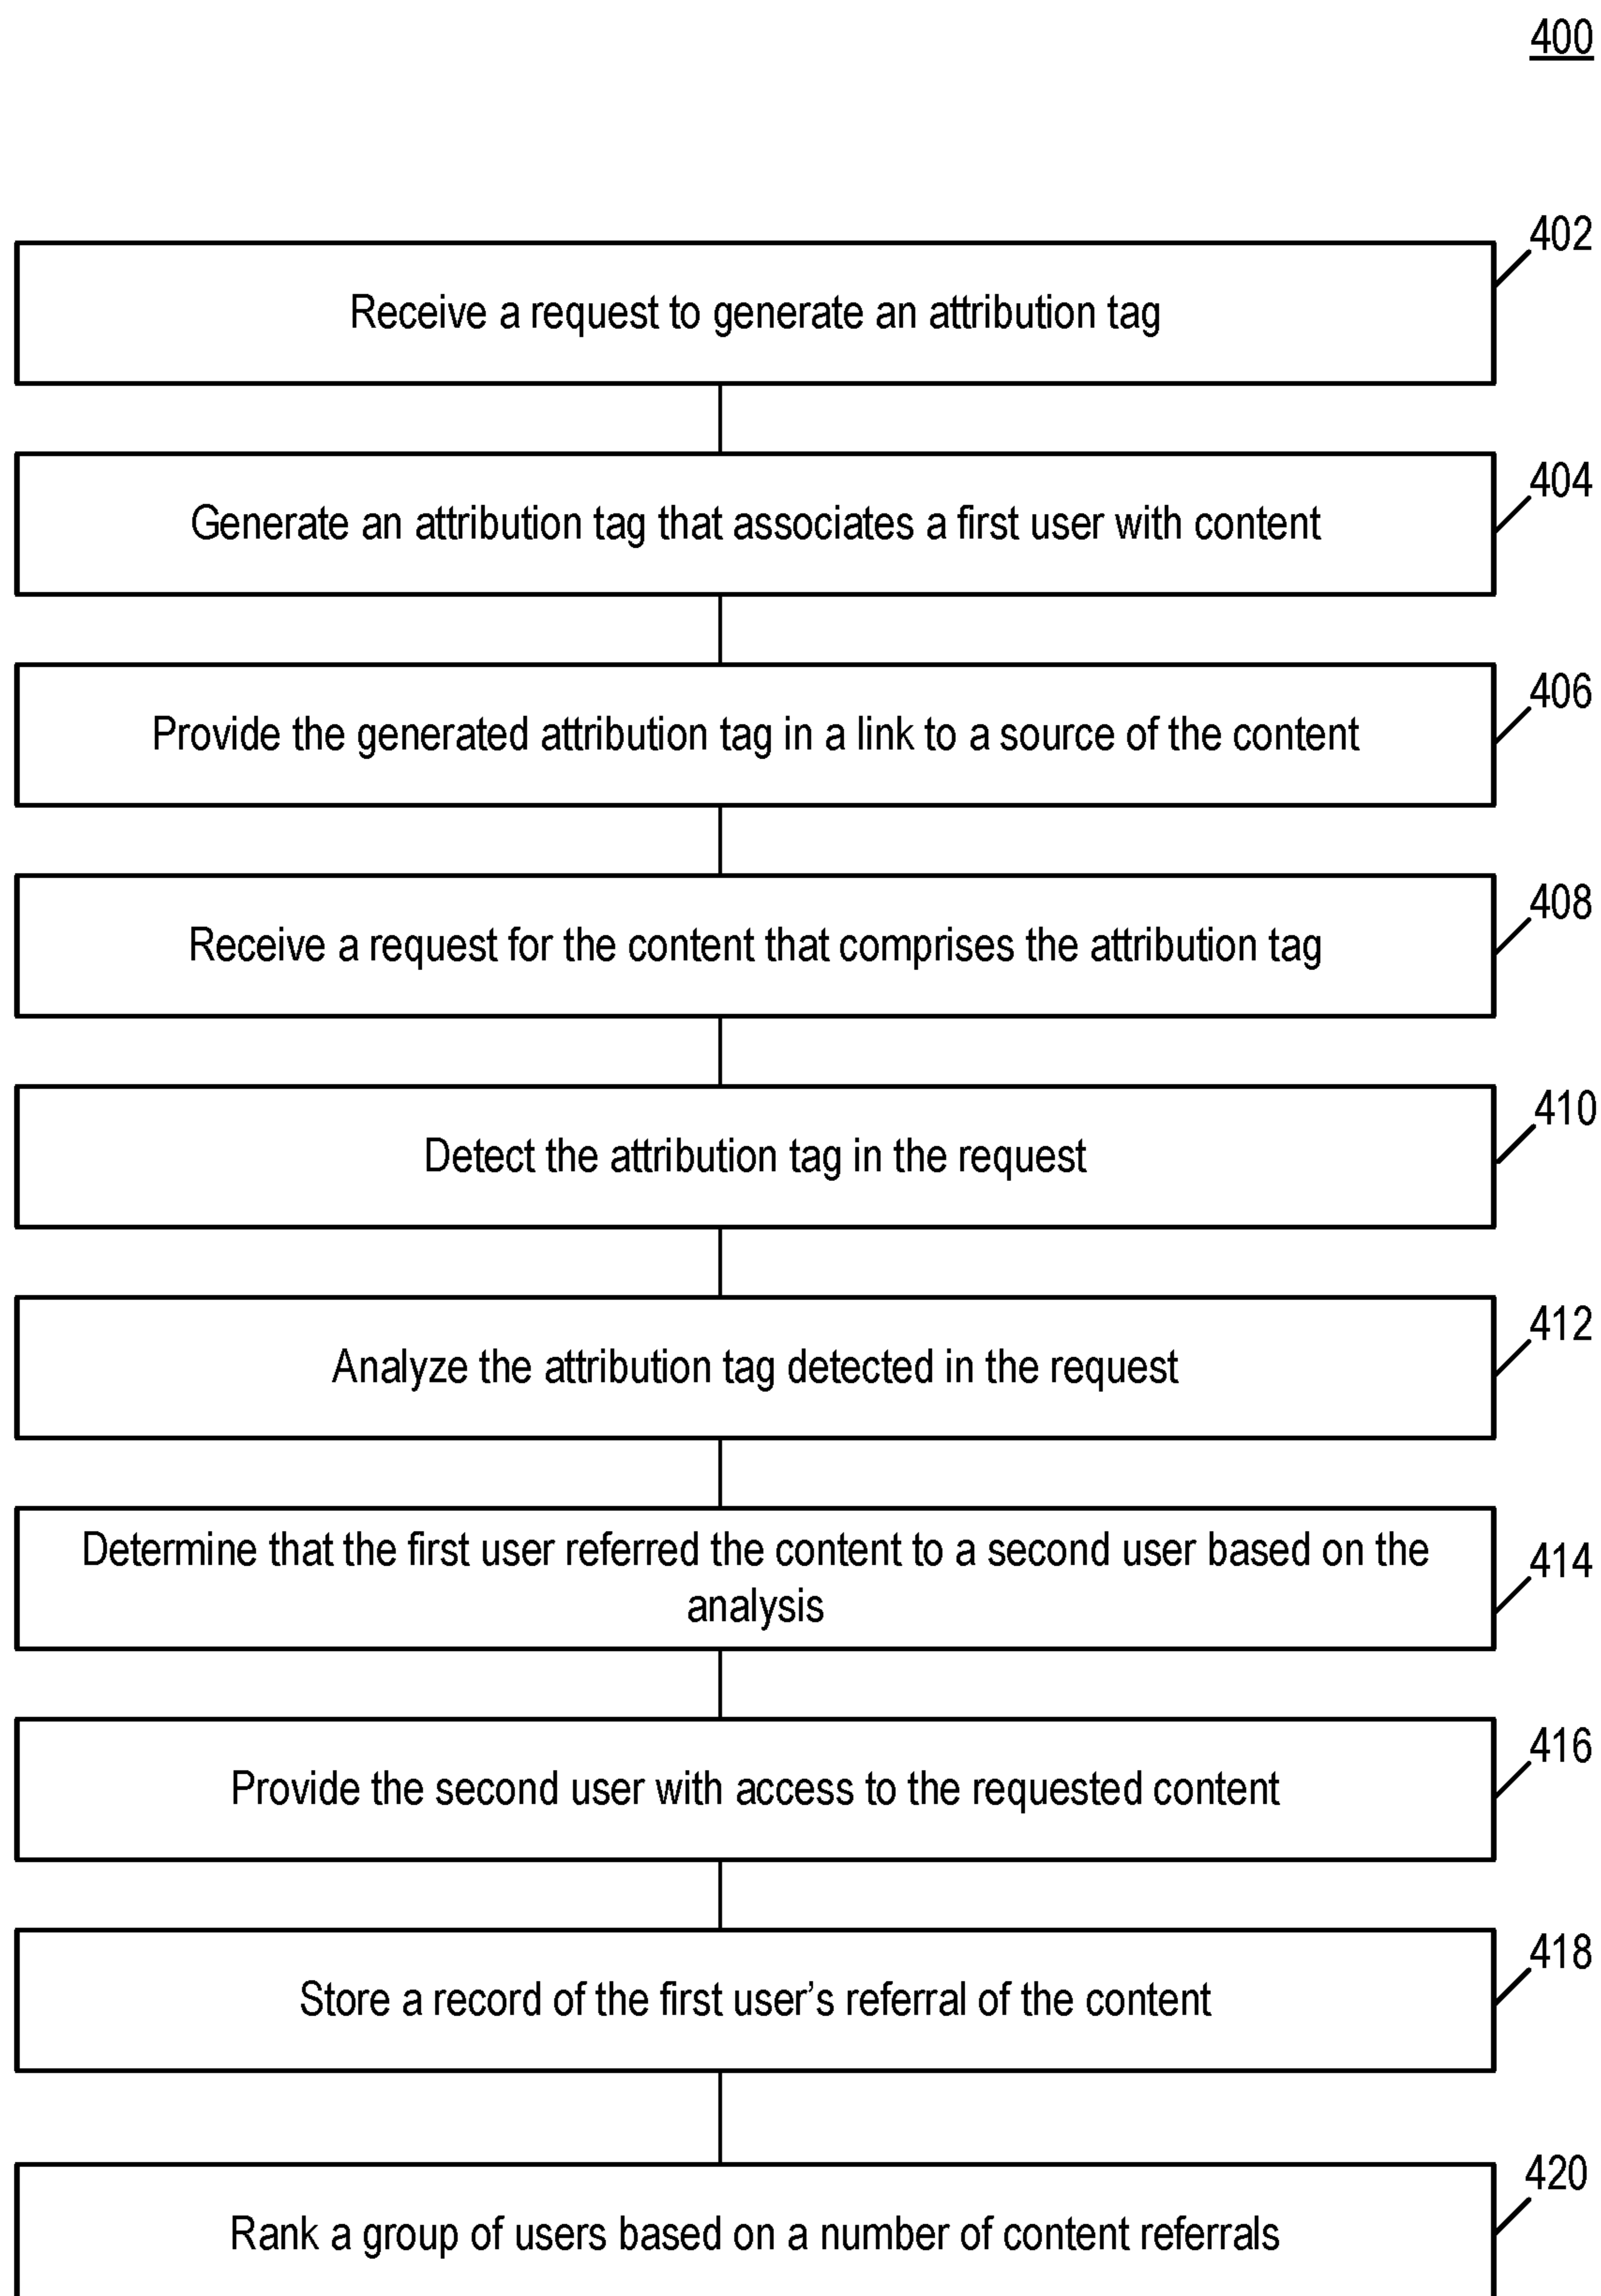 400
402
Receive a request to generate an attribution tag
404
Generate an attribution tag that associates a first user with content
406
Provide the generated attribution tag in a link to a source of the content
408
Receive a request for the content that comprises the attribution tag
410
Detect the attribution tag in the request
412
Analyze the attribution tag detected in the request
Determine that the first user referred the content to a second user based on the
414
analysis
416
Provide the second user with access to the requested content
418
Store a record of the first user’s referral of the content
420
Rank a group of users based on a number of content referrals